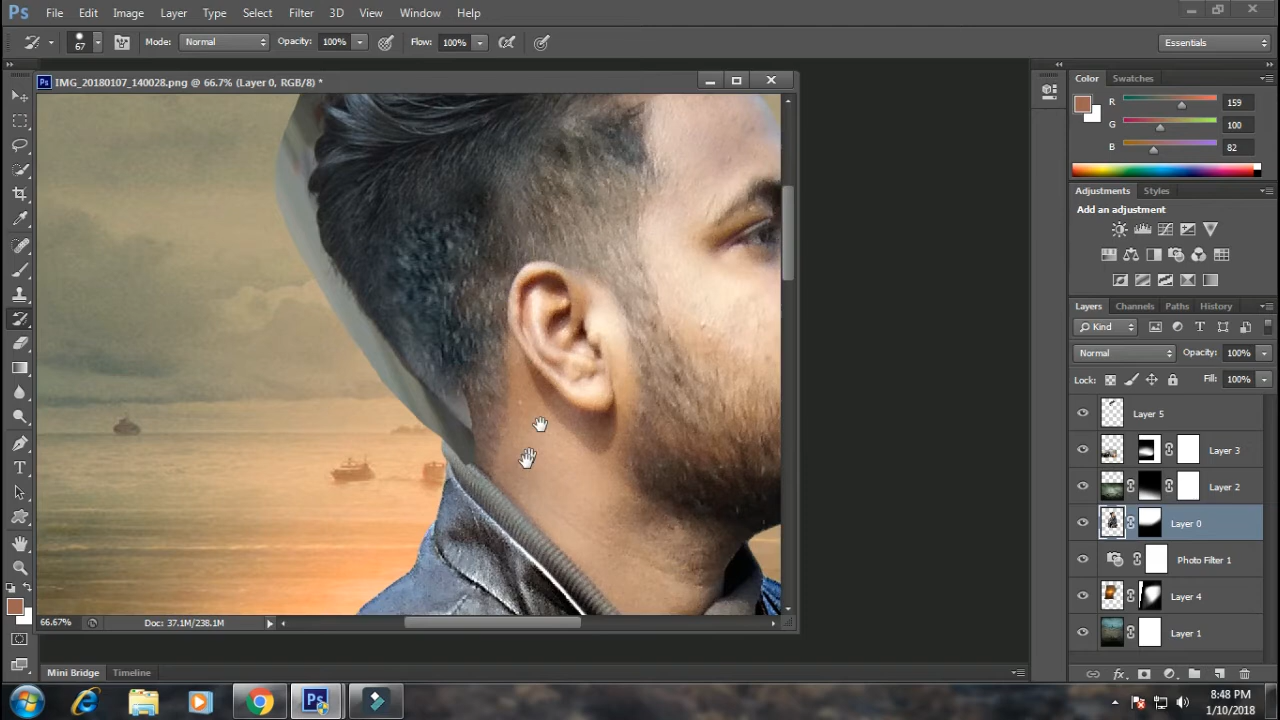 Ps File Edit Image Layer Type Select Filter 3D View Window Help
67 Mode: Normal Opacity: 100% Flow: 100% Essentials
Ps IMG_20180107_140028.png @ 66.7% (Layer 0, RGB/8) *
Color Swatches
R 159
G 100
B 82
Adjustments Styles
Add an adjustment
Layers Channels Paths History
Kind
Normal Opacity: 100%
Lock: Fill: 100%
Layer 5
Layer 3
Layer 2
Layer 0
Photo Filter 1
Layer 4
Layer 1
66.67% Doc: 37.1M/238.1M
Mini Bridge Timeline
fx
Ps
8:48 PM
1/10/2018